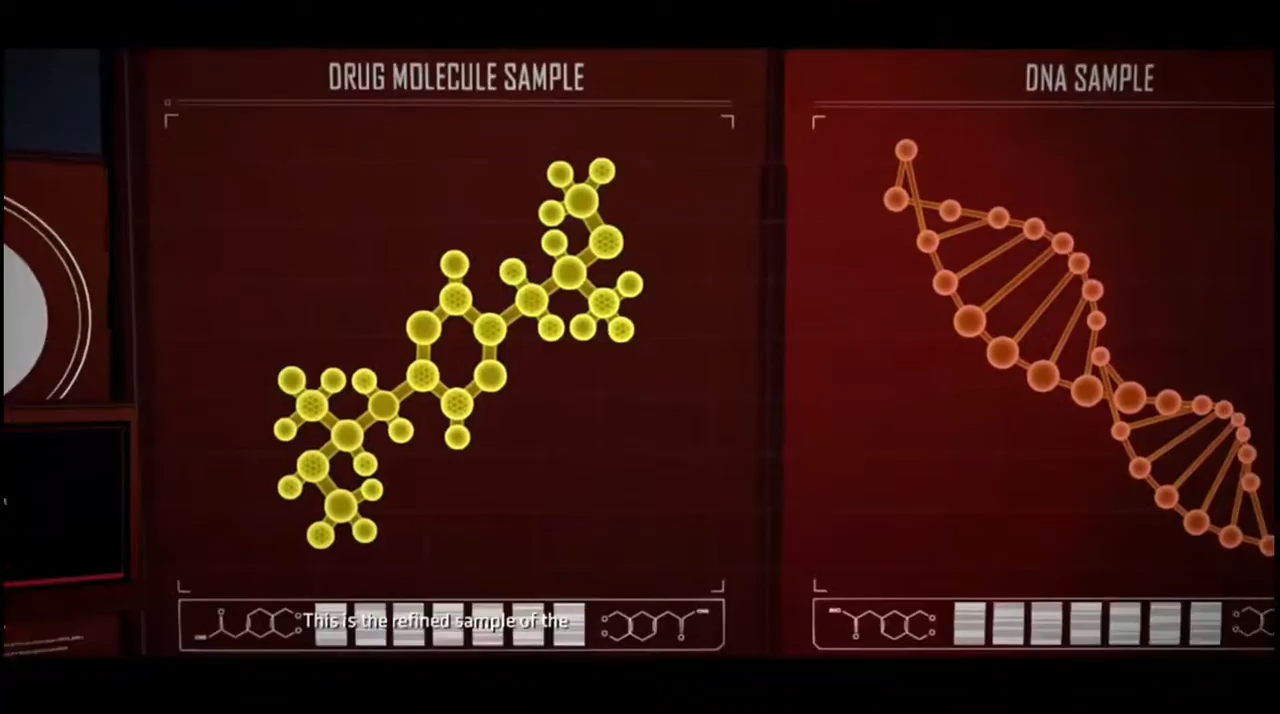 DRUG MOLECULE SAMPLE
DNA SAMPLE
This is the refined sample of the